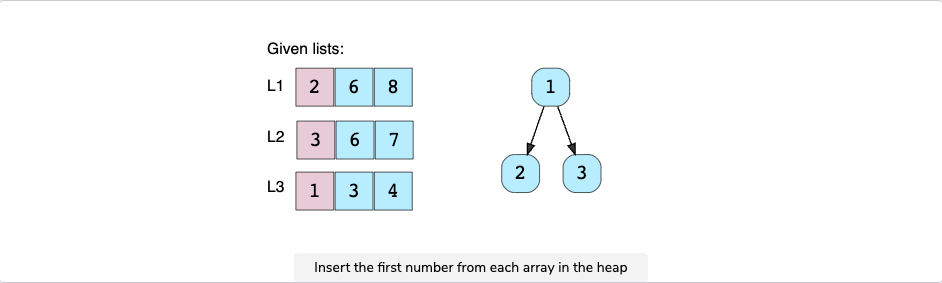 Given lists:
L1 2 6 8
1
L2 3 6 7
2 3
L3 1 3 4
Insert the first number from each array in the heap